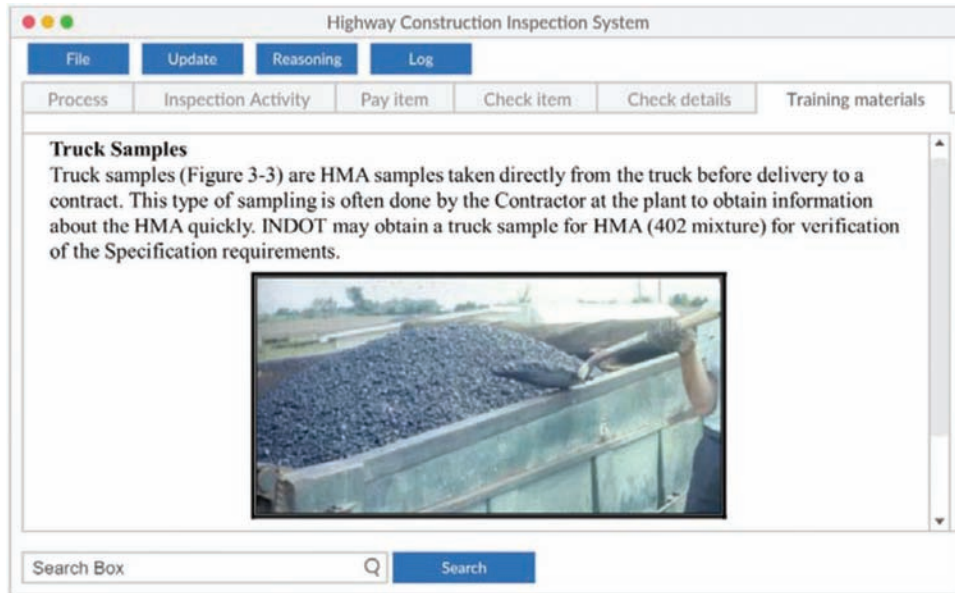 Highway Construction Inspection System
File Update Reasoning Log
Process Inspection Activity Pay item Check item Check details Training materials
Truck Samples
Truck samples (Figure 3-3) are HMA samples taken directly from the truck before delivery to a
contract. This type of sampling is often done by the Contractor at the plant to obtain information
about the HMA quickly. INDOT may obtain a truck sample for HMA (402 mixture) for verification
of the Specification requirements.
Search Box Search